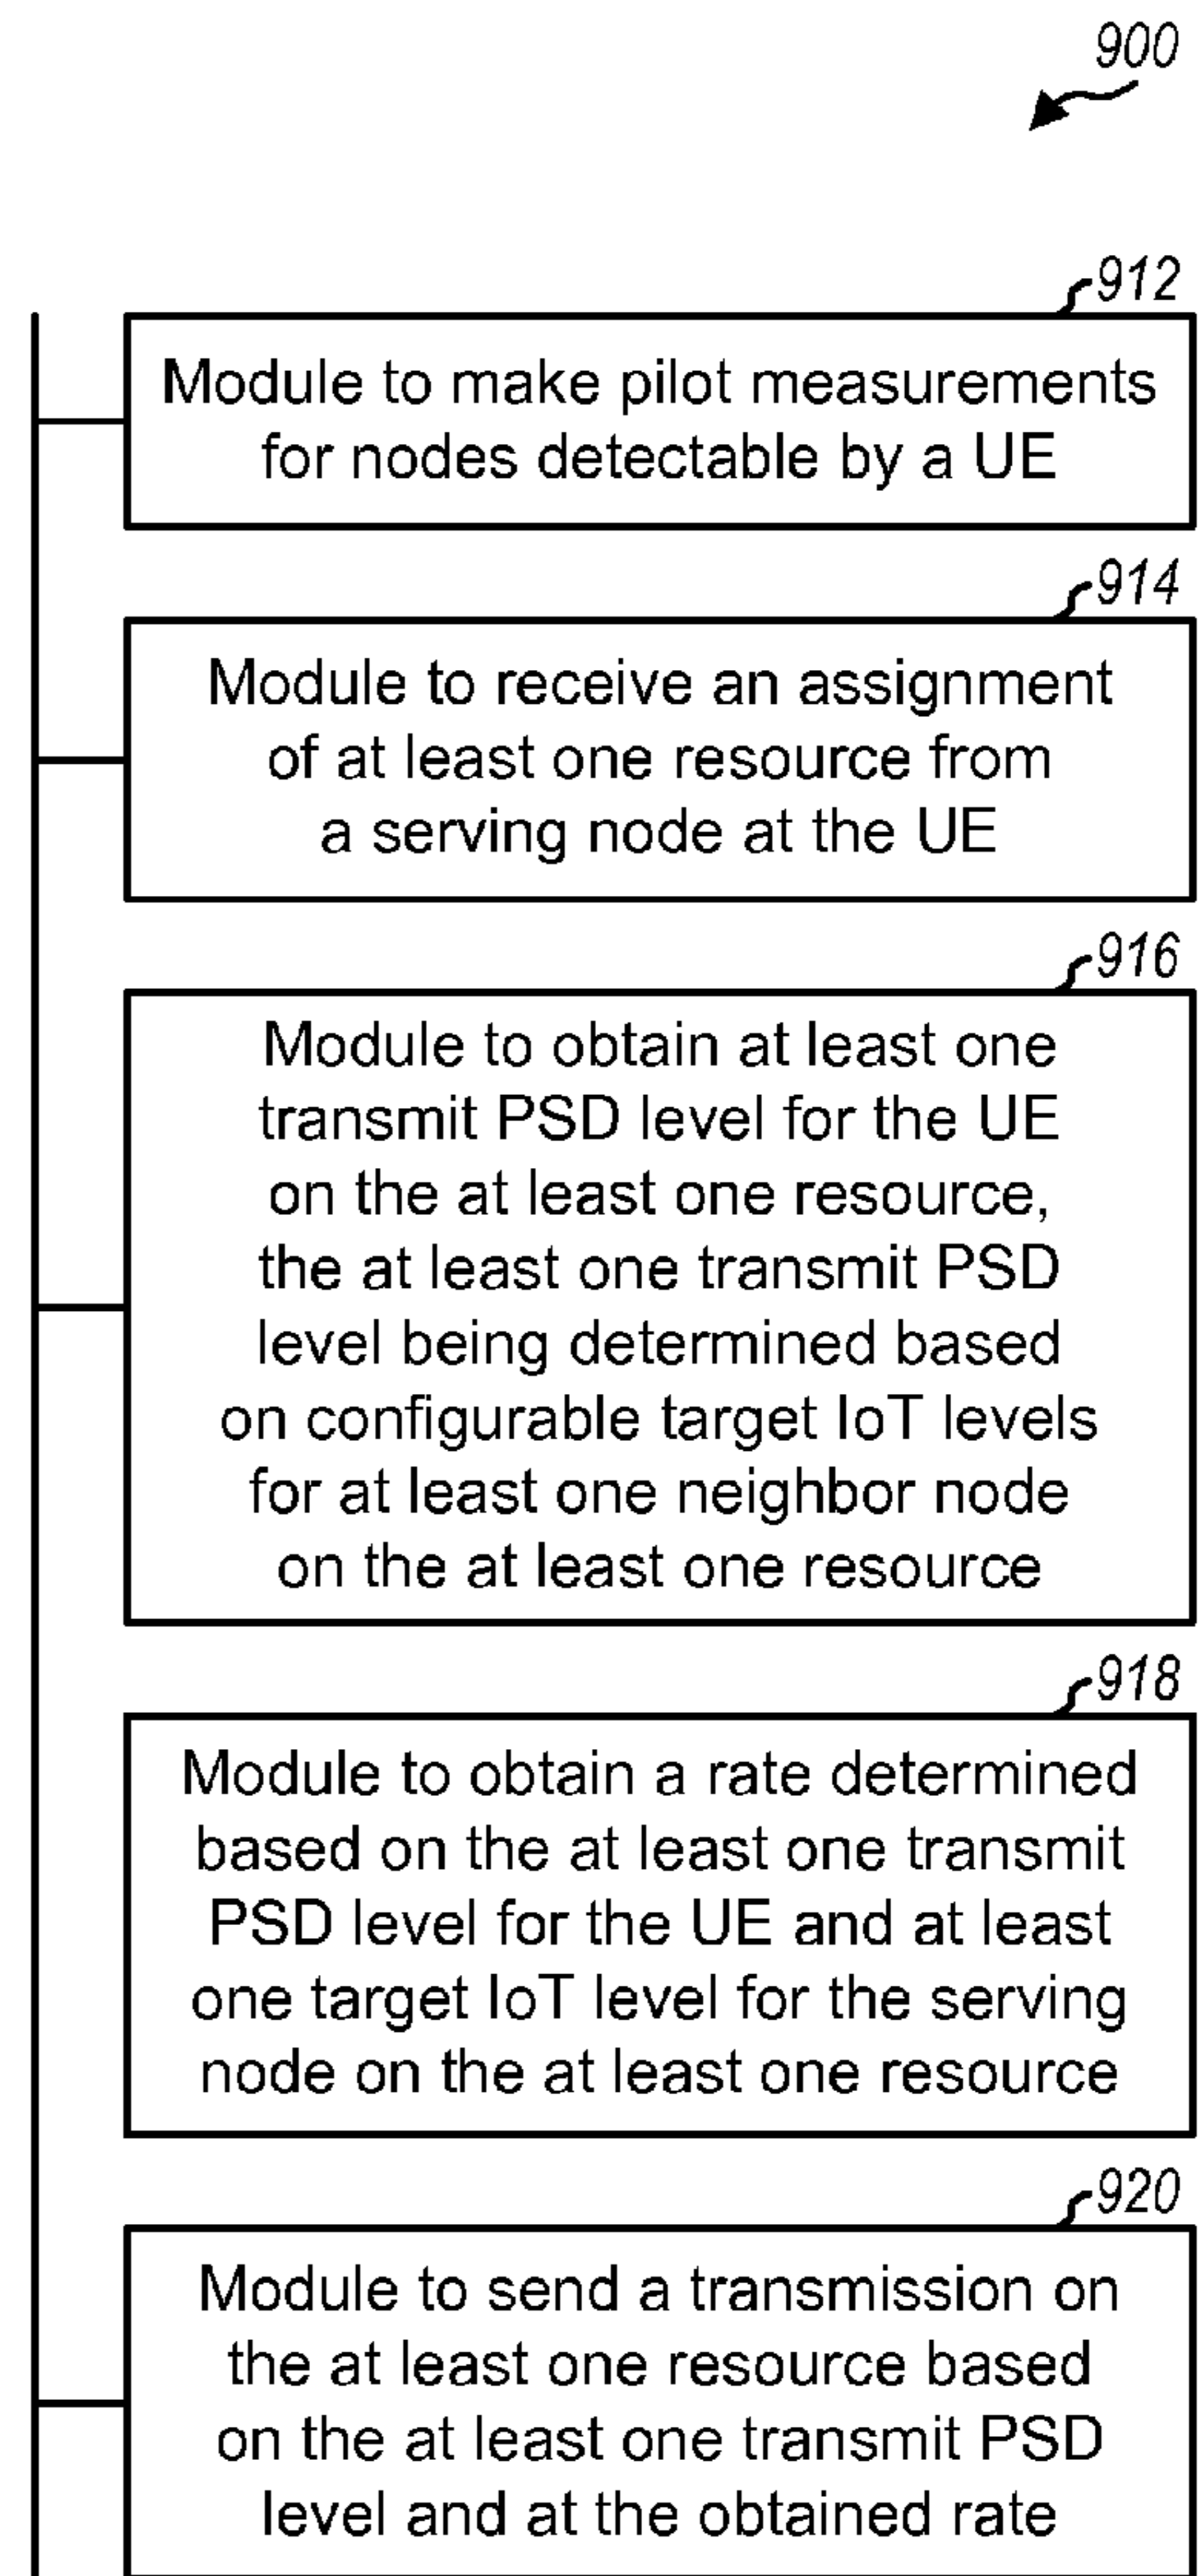 900
912
Module to make pilot measurements
for nodes detectable by a UE
914
Module to receive an assignment
of at least one resource from
a serving node at the UE
916
Module to obtain at least one
transmit PSD level for the UE
on the at least one resource,
the at least one transmit PSD
level being determined based
on configurable target IoT levels
for at least one neighbor node
on the at least one resource
918
Module to obtain a rate determined
based on the at least one transmit
PSD level for the UE and at least
one target IoT level for the serving
node on the at least one resource
920
Module to send a transmission on
the at least one resource based
on the at least one transmit PSD
level and at the obtained rate